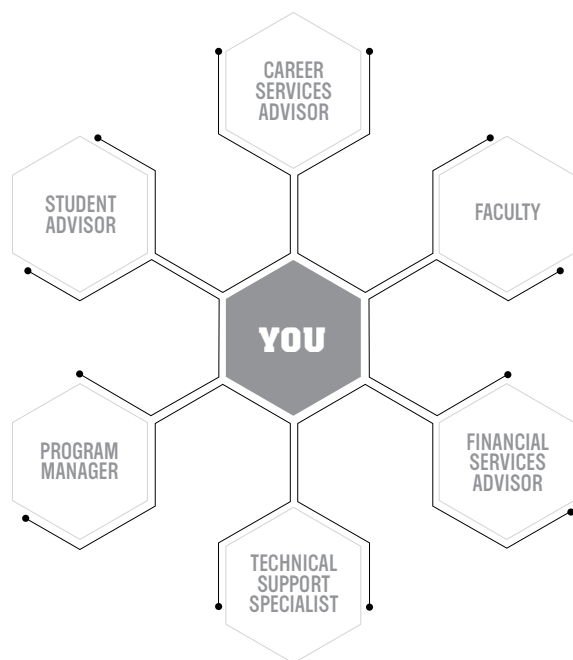 CAREER
SERVICES
ADVISOR
STUDENT
ADVISOR
FACULTY
YOU
PROGRAM
MANAGER
FINANCIAL
SERVICES
ADVISOR
TECHNICAL
SUPPORT
SPECIALIST